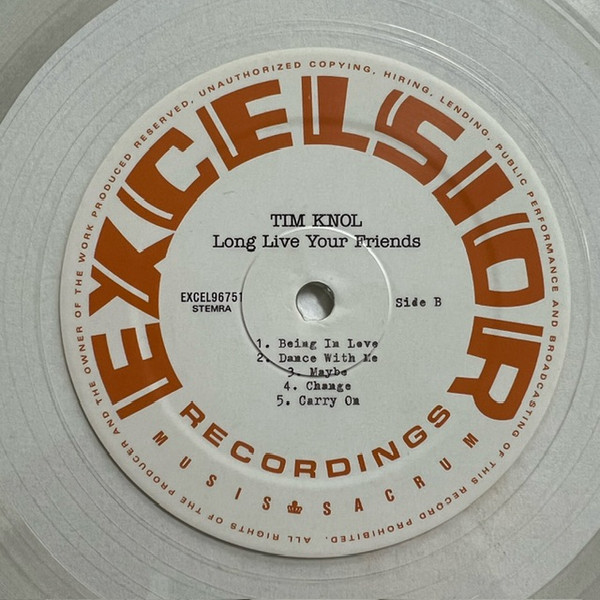 EXCELSIOR
TIM KNOL
Long Live Your Friends
EXCEL96751
STEMRA
Side B
1. Being In Love
2. Dance With Me
3. Maybe
4. Change
5. Carry On
RECORDINGS
MUSIS SACRUM
ALL RIGHTS OF THE PRODUCER AND THE OWNER OF THE WORK PRODUCED RESERVED, UNAUTHORIZED COPYING, HIRING, LENDING, PUBLIC PERFORMANCE AND BROADCASTING OF THIS RECORD PROHIBITED.